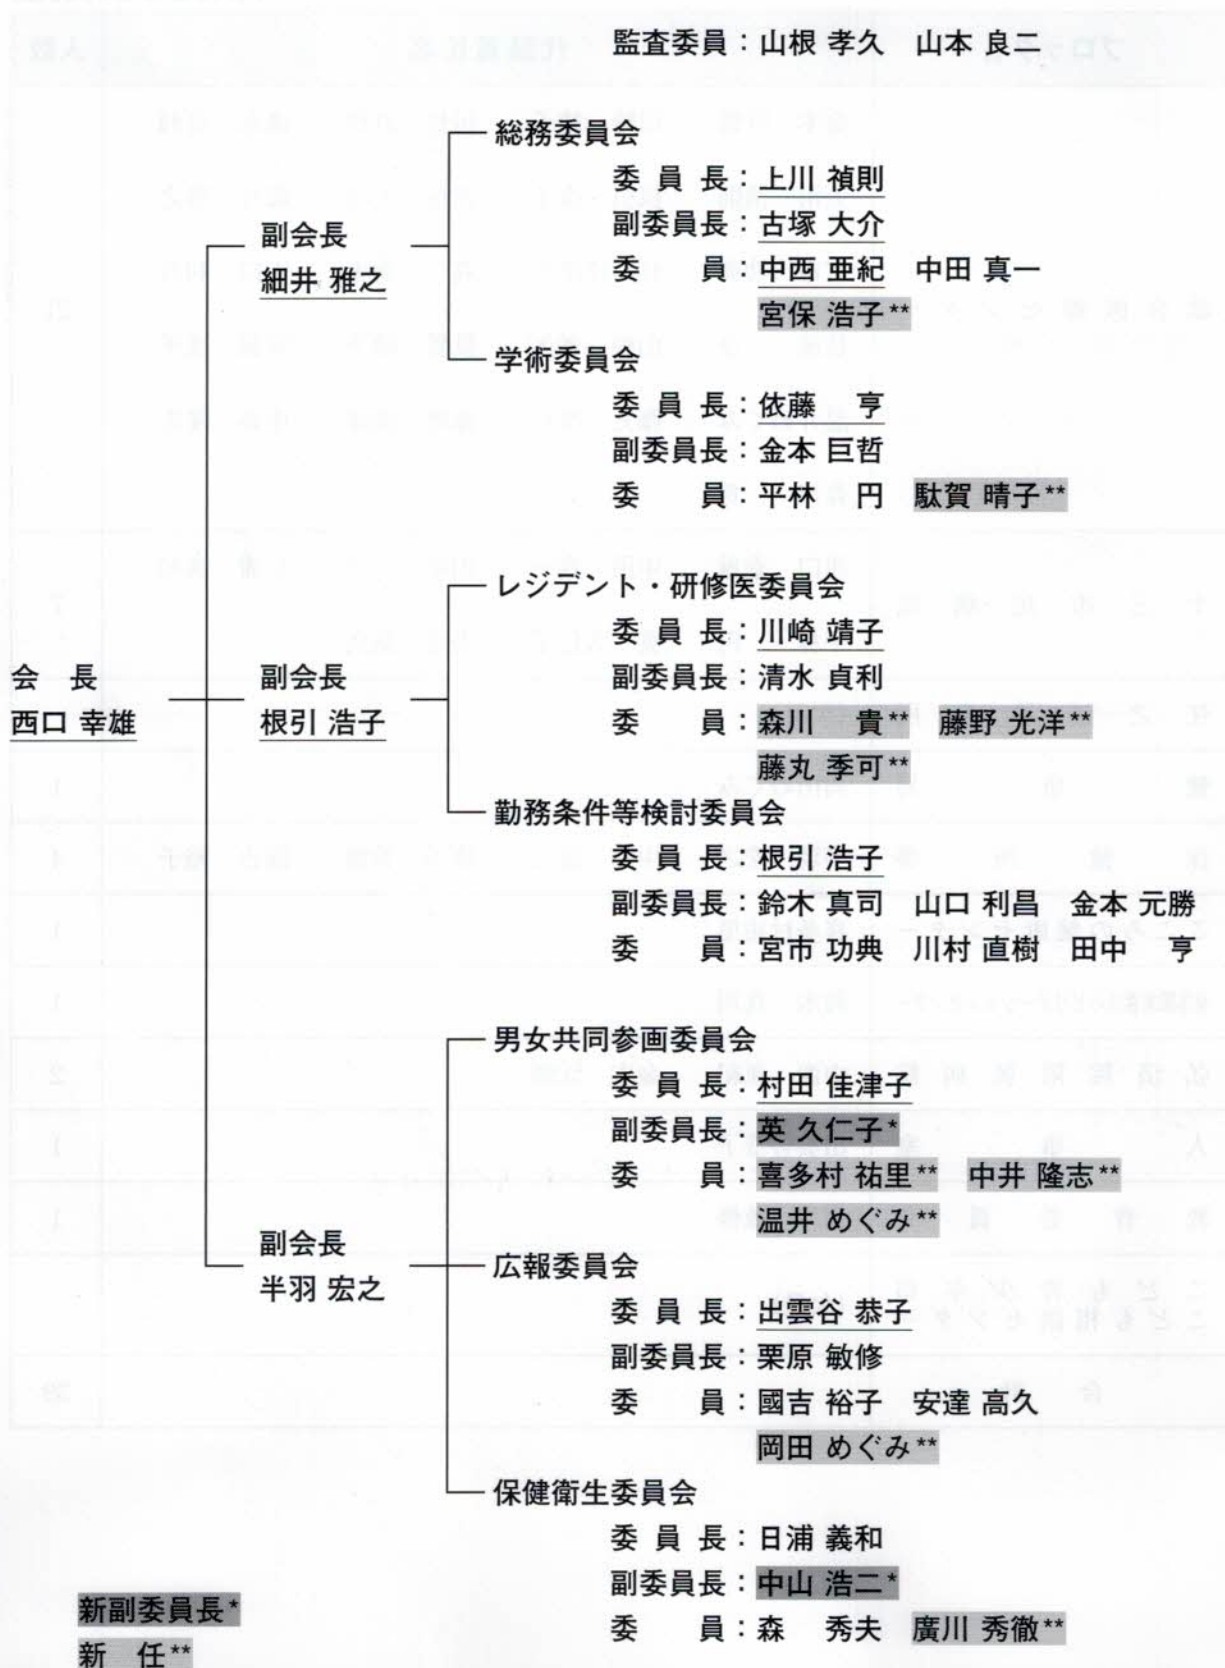 監査委員：山根 孝久　山本 良二
総務委員会
委員長：上川 禎則
副委員長：古塚 大介
委員：中西 亜紀　中田 真一
宮保 浩子**
副会長
細井 雅之
学術委員会
委員長：依藤 亨
副委員長：金本 巨哲
委員：平林 円　駄賀 晴子**
レジデント・研修医委員会
委員長：川崎 靖子
副委員長：清水 貞利
委員：森川 貴**　藤野 光洋**
藤丸 季可**
会長
西口 幸雄
副会長
根引 浩子
勤務条件等検討委員会
委員長：根引 浩子
副委員長：鈴木 真司　山口 利昌　金本 元勝
委員：宮市 功典　川村 直樹　田中 亨
男女共同参画委員会
委員長：村田 佳津子
副委員長：英 久仁子*
委員：喜多村 祐里**　中井 隆志**
温井 めぐみ**
副会長
半羽 宏之
広報委員会
委員長：出雲谷 恭子
副委員長：栗原 敏修
委員：國吉 裕子　安達 高久
岡田 めぐみ**
保健衛生委員会
委員長：日浦 義和
副委員長：中山 浩二*
委員：森 秀夫　廣川 秀徹**
新副委員長*
新任**